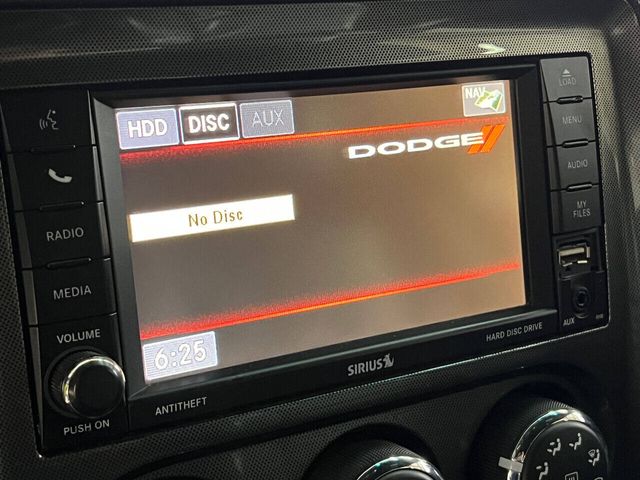 LOAD
HDD DISC AUX
NAV
MENU
DODGE
RADIO
AUDIO
No Disc
MY
FILES
MEDIA
VOLUME
6:25
AUX
HARD DISC DRIVE
SIRIUS
ANTITHEFT
PUSH ON